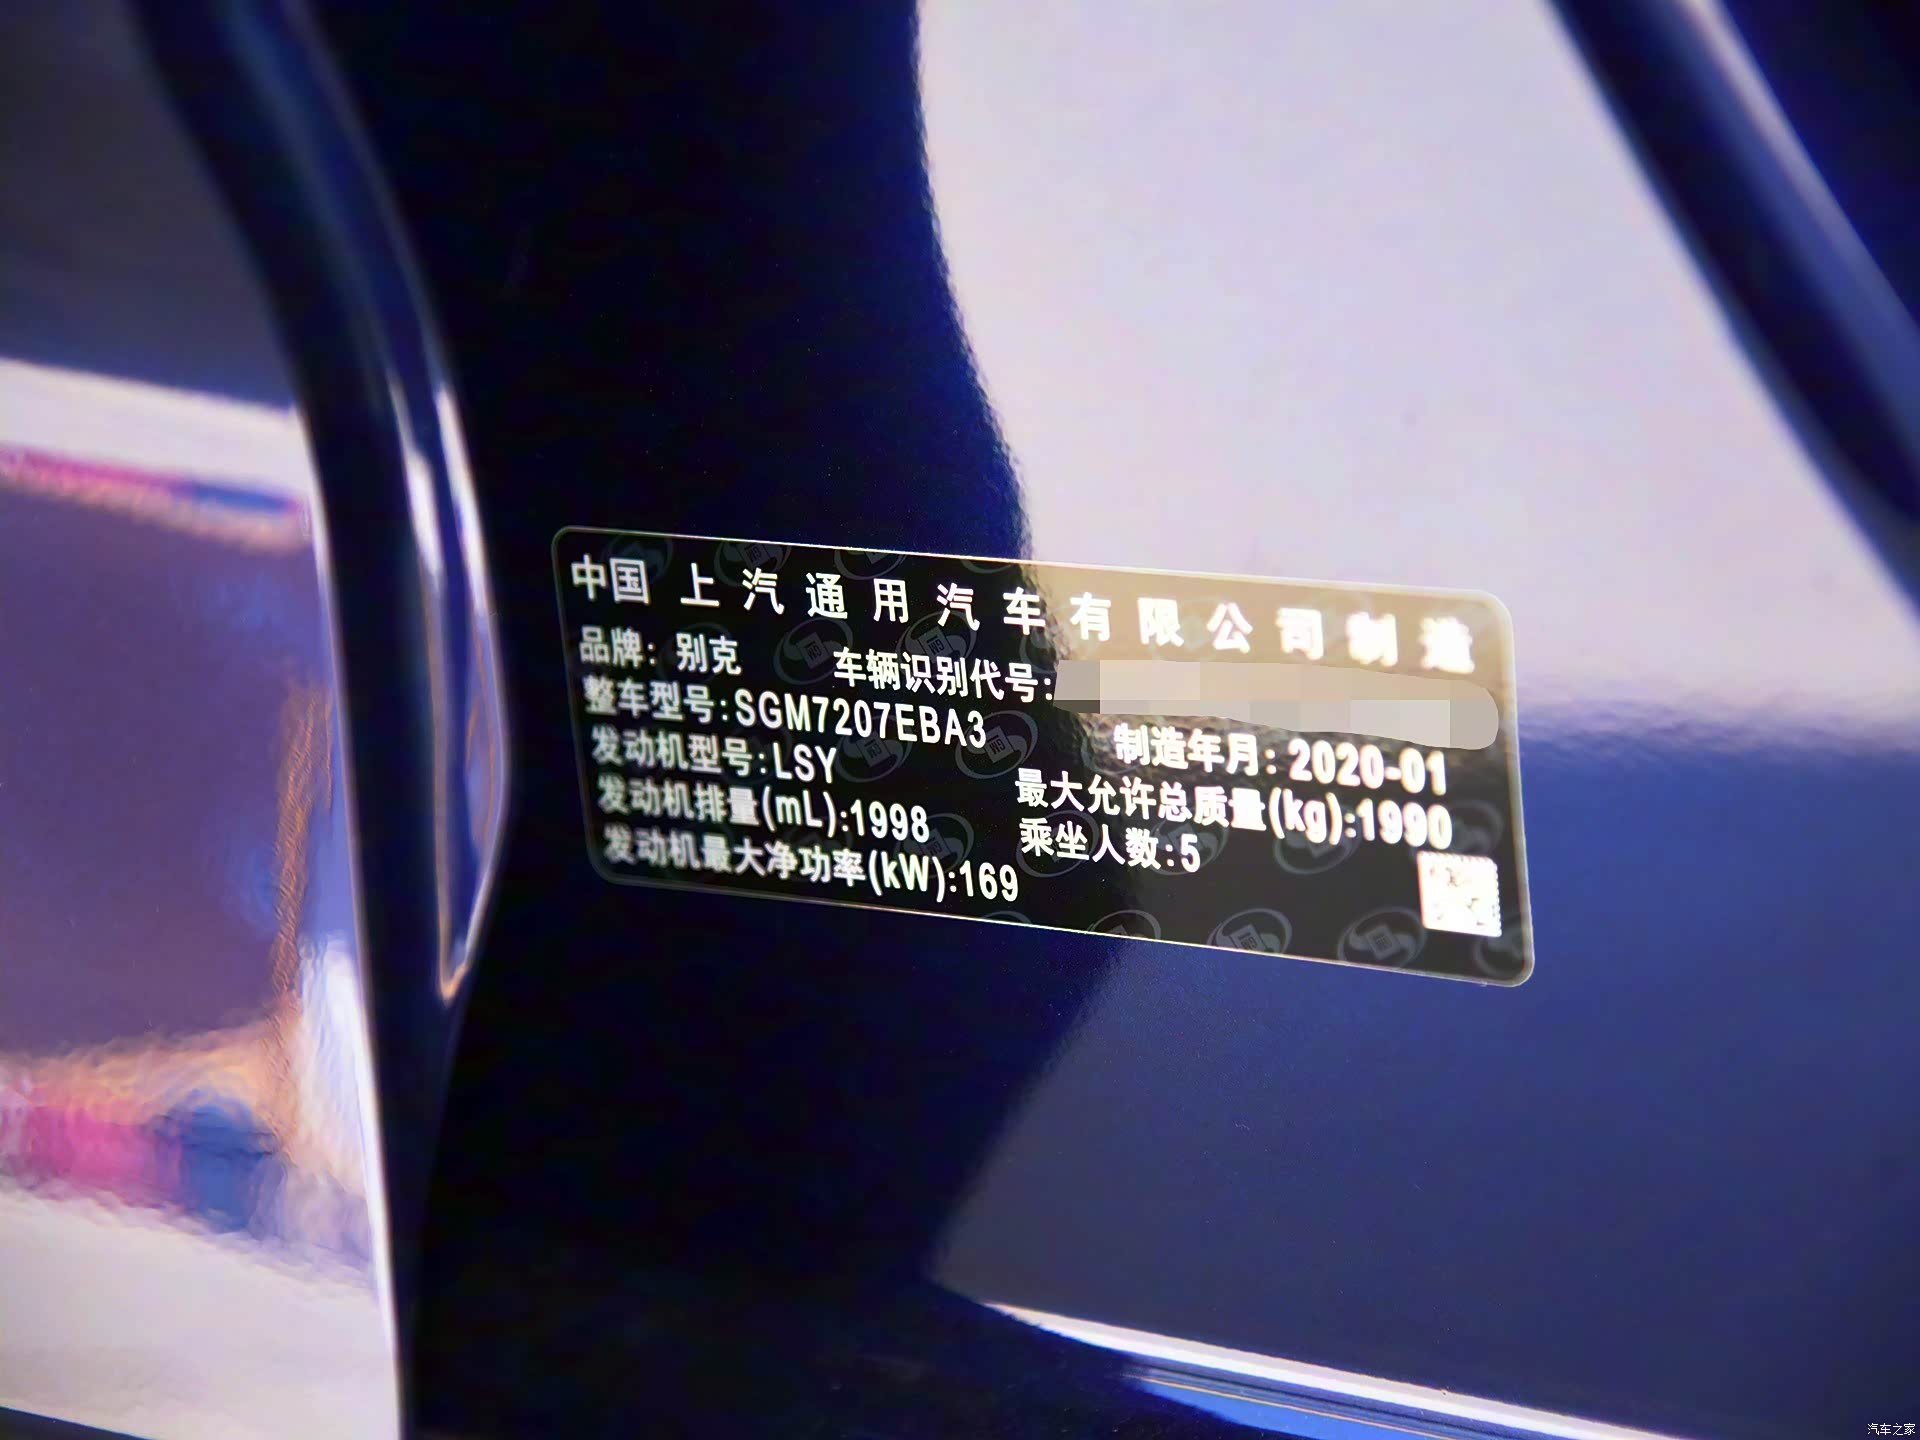 中国 上汽通用汽车有限公司制造
品牌：别克 车辆识别代号:
整车型号:SGM7207EBA3 制造年月: 2020-01
发动机型号:LSY 最大允许总质量(kg):1990
发动机排量(mL):1998 乘坐人数:5
发动机最大净功率(kW):169
汽车之家